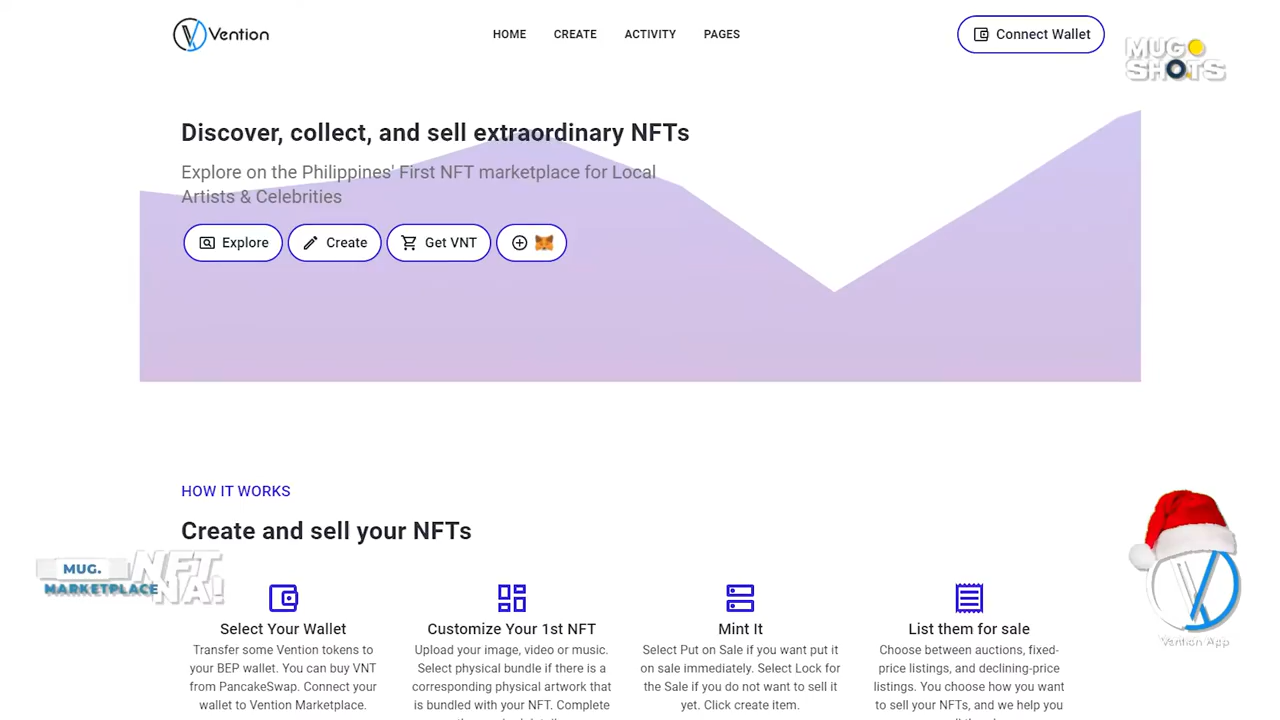 Vention
HOME
CREATE
ACTIVITY
PAGES
Connect Wallet
MUG
SHOTS
Discover, collect, and sell extraordinary NFTs
Explore on the Philippines' First NFT marketplace for Local
Artists & Celebrities
Explore
Create
Get VNT
HOW IT WORKS
Create and sell your NFTs
MUG.
MARKETPLACE
NFT
NA!
Select Your Wallet
Transfer some Vention tokens to
your BEP wallet. You can buy VNT
from PancakeSwap. Connect your
wallet to Vention Marketplace.
Customize Your 1st NFT
Upload your image, video or music.
Select physical bundle if there is a
corresponding physical artwork that
is bundled with your NFT. Complete
Mint It
Select Put on Sale if you want put it
on sale immediately. Select Lock for
the Sale if you do not want to sell it
yet. Click create item.
List them for sale
Choose between auctions, fixed-
price listings, and declining-price
listings. You choose how you want
to sell your NFTs, and we help you
Vention App